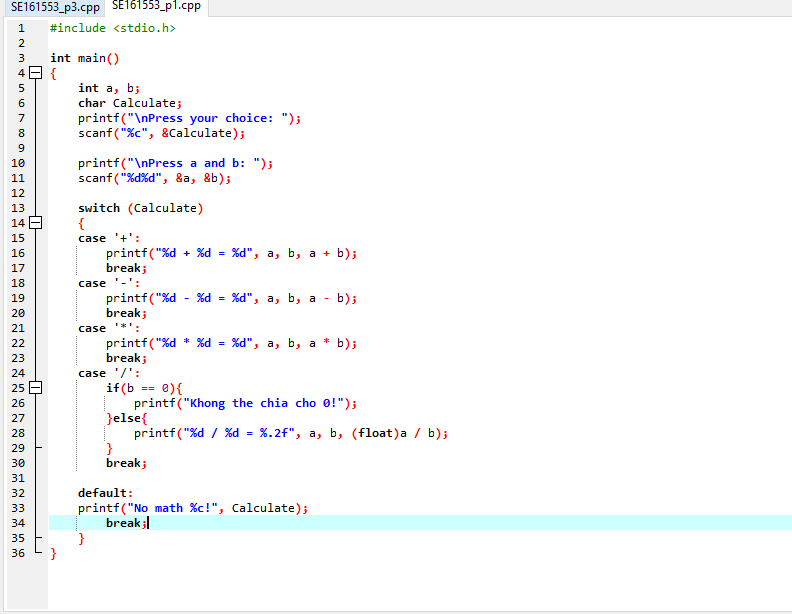 SE161553_p3.cpp SE161553_p1.cpp
1 #include <stdio.h>
2
3 int main()
4 {
5 int a, b;
6 char Calculate;
7 printf("\nPress your choice: ");
8 scanf("%c", &Calculate);
9
10 printf("\nPress a and b: ");
11 scanf("%d%d", &a, &b);
12
13 switch (Calculate)
14 {
15 case '+':
16 printf("%d + %d = %d", a, b, a + b);
17 break;
18 case '-':
19 printf("%d - %d = %d", a, b, a - b);
20 break;
21 case '*':
22 printf("%d * %d = %d", a, b, a * b);
23 break;
24 case '/':
25 if(b == 0){
26 printf("Khong the chia cho 0!");
27 }else{
28 printf("%d / %d = %.2f", a, b, (float)a / b);
29 }
30 break;
31
32 default:
33 printf("No math %c!", Calculate);
34 break;
35 }
36 }